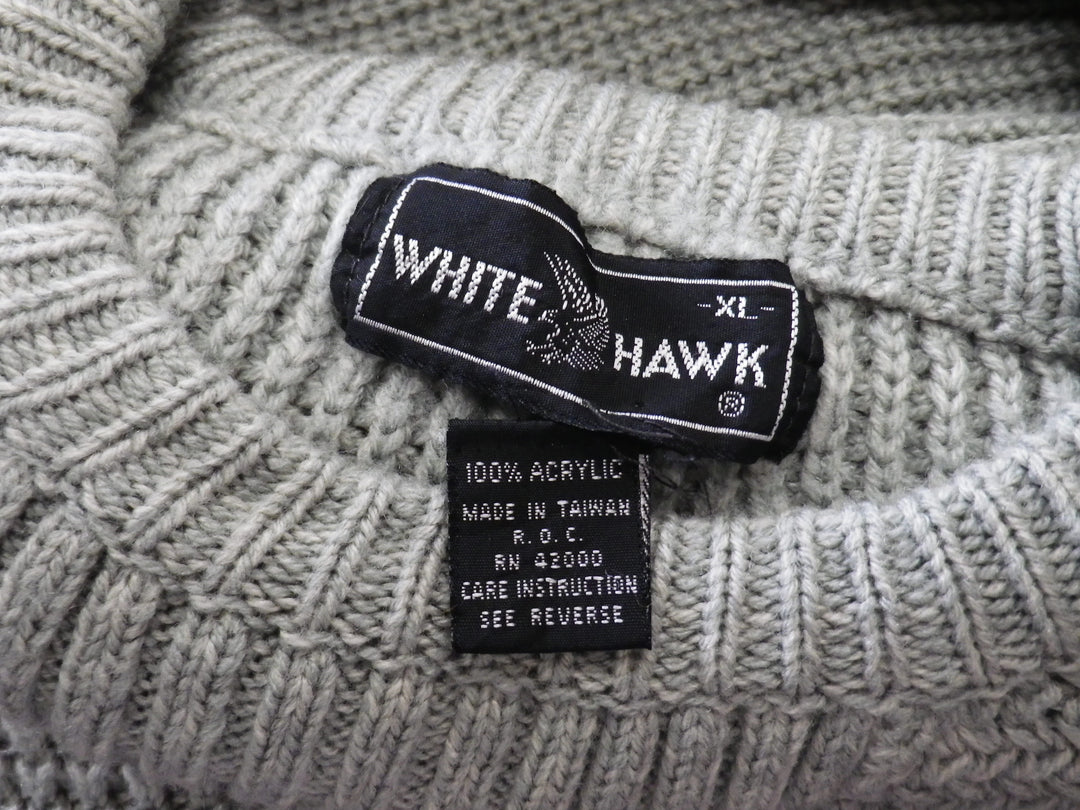 WHITE HAWK
-XL-
®
100% ACRYLIC
MADE IN TAIWAN
R.O.C.
RN 42000
CARE INSTRUCTION
SEE REVERSE